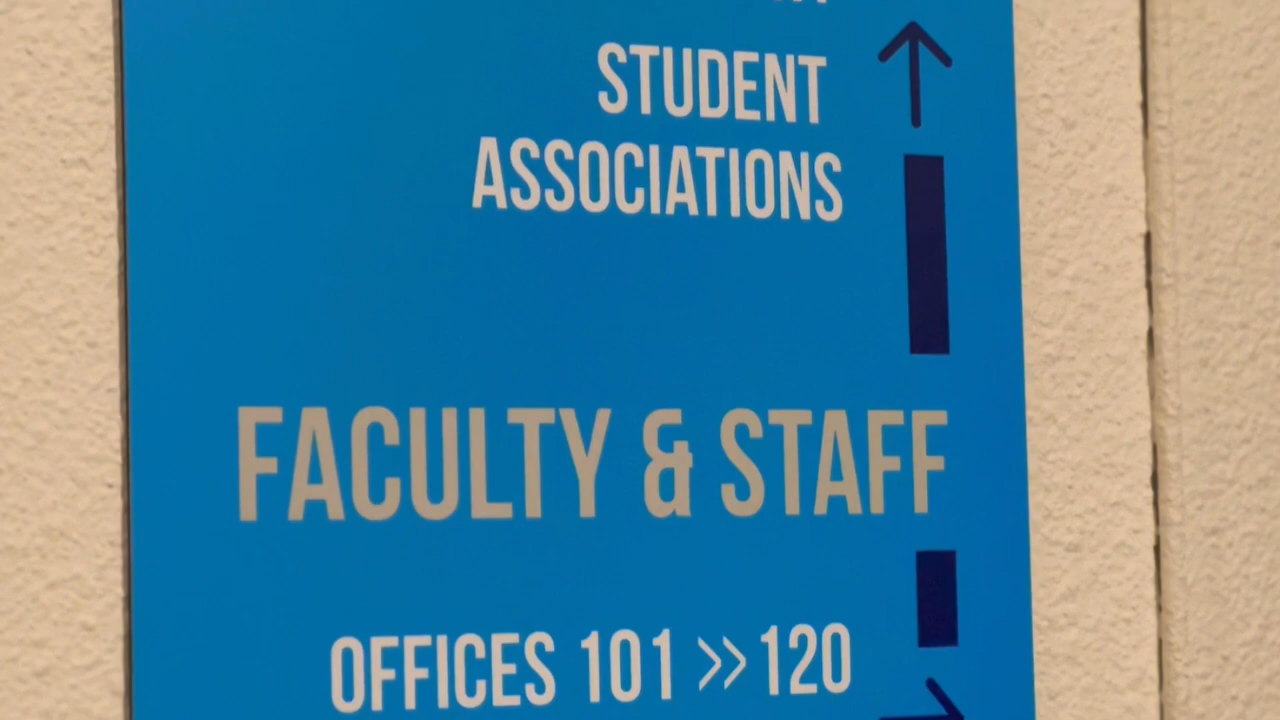 STUDENT
ASSOCIATIONS
FACULTY & STAFF
OFFICES 101 >> 120